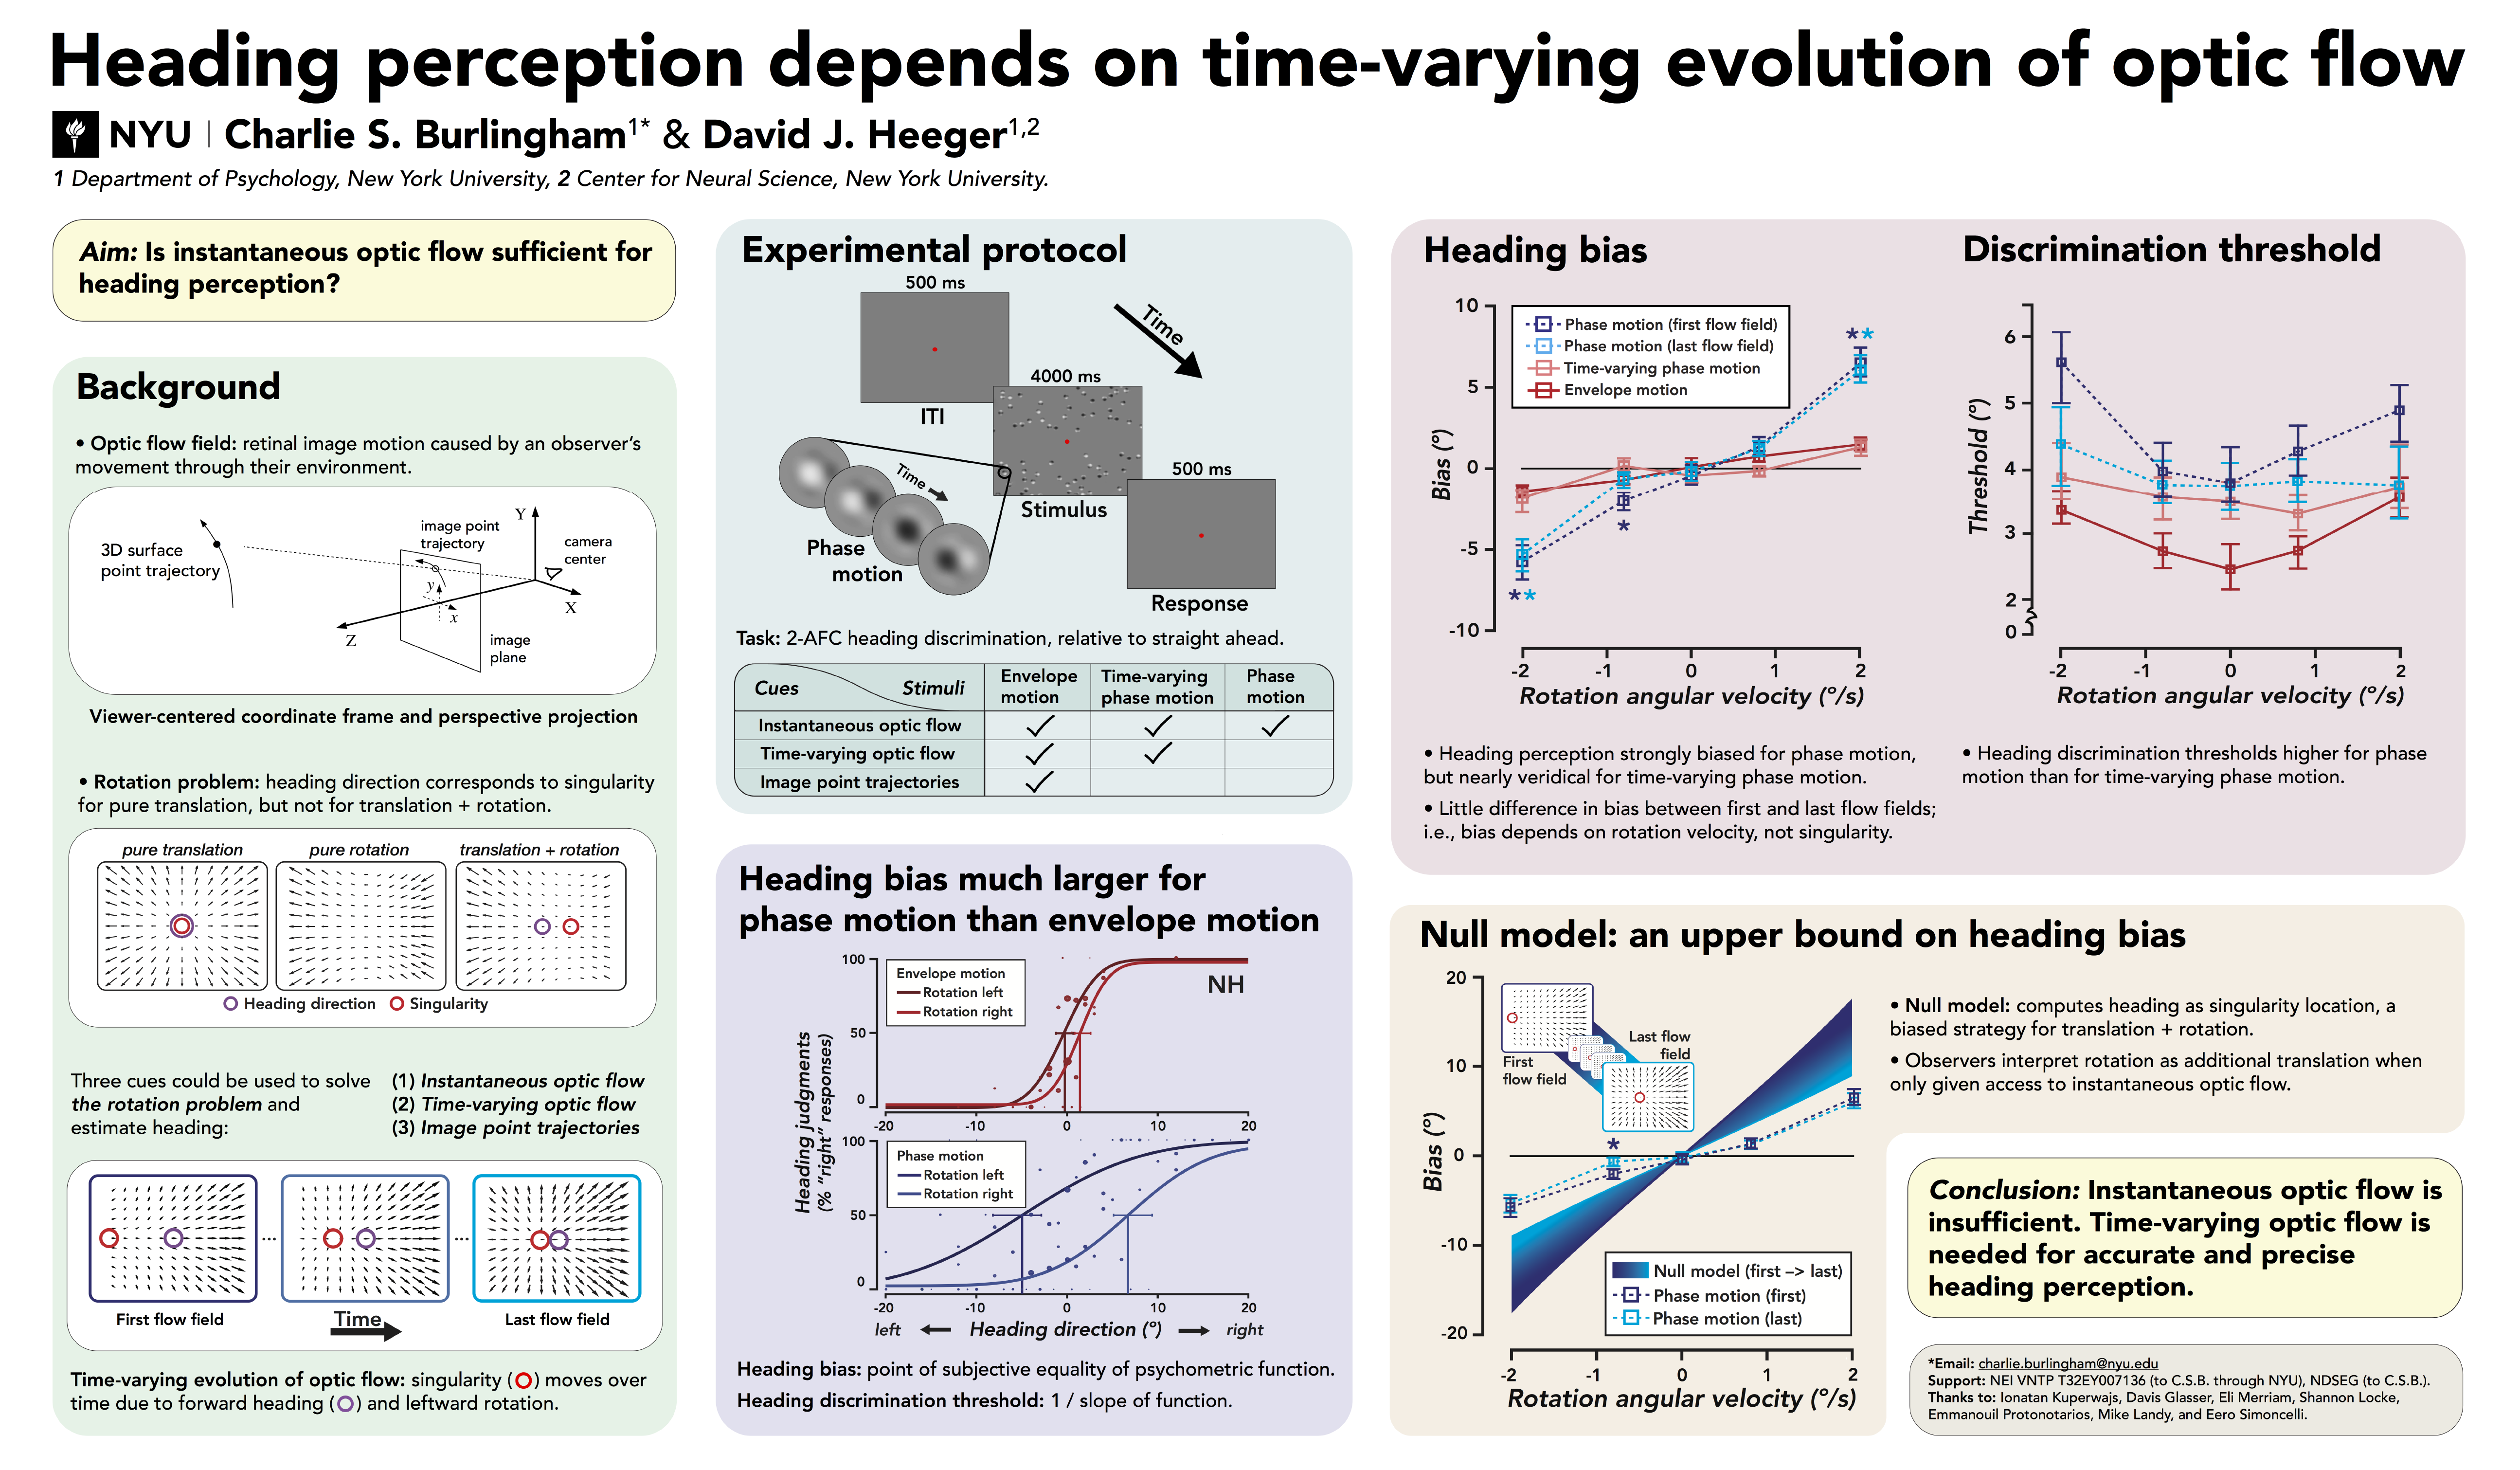 Heading perception depends on time-varying evolution of optic flow
NYU | Charlie S. Burlingham1* & David J. Heeger1,2
1 Department of Psychology, New York University, 2 Center for Neural Science, New York University.
Aim: Is instantaneous optic flow sufficient for
heading perception?
Background
• Optic flow field: retinal image motion caused by an observer's
movement through their environment.
3D surface
point trajectory
image point
trajectory
Y
camera
center
y
x
X
Z
image
plane
Viewer-centered coordinate frame and perspective projection
• Rotation problem: heading direction corresponds to singularity
for pure translation, but not for translation + rotation.
pure translation
pure rotation
translation + rotation
Heading direction
Singularity
Three cues could be used to solve
the rotation problem and
estimate heading:
(1) Instantaneous optic flow
(2) Time-varying optic flow
(3) Image point trajectories
...
...
First flow field
Time
Last flow field
Time-varying evolution of optic flow: singularity ( ) moves over
time due to forward heading ( ) and leftward rotation.
Experimental protocol
500 ms
Time
4000 ms
ITI
Time
500 ms
Stimulus
Phase
motion
Response
Task: 2-AFC heading discrimination, relative to straight ahead.
Cues Stimuli
Envelope
motion
Time-varying
phase motion
Phase
motion
Instantaneous optic flow ✓ ✓ ✓
Time-varying optic flow ✓ ✓
Image point trajectories ✓
Heading bias much larger for
phase motion than envelope motion
Heading judgments
(% "right" responses)
100
50
0
Envelope motion
Rotation left
Rotation right
NH
-20 -10 0 10 20
100
50
0
Phase motion
Rotation left
Rotation right
-20 -10 0 10 20
left Heading direction (º) right
Heading bias: point of subjective equality of psychometric function.
Heading discrimination threshold: 1 / slope of function.
Heading bias
10
5
0
-5
-10
Bias (º)
Phase motion (first flow field)
Phase motion (last flow field)
Time-varying phase motion
Envelope motion
* *
*
* *
-2 -1 0 1 2
Rotation angular velocity (º/s)
• Heading perception strongly biased for phase motion,
but nearly veridical for time-varying phase motion.
• Little difference in bias between first and last flow fields;
i.e., bias depends on rotation velocity, not singularity.
Discrimination threshold
6
5
4
3
2
0
Threshold (º)
-2 -1 0 1 2
Rotation angular velocity (º/s)
• Heading discrimination thresholds higher for phase
motion than for time-varying phase motion.
Null model: an upper bound on heading bias
20
10
0
-10
-20
Bias (º)
First
flow field
Last flow
field
*
Null model (first –> last)
Phase motion (first)
Phase motion (last)
-2 -1 0 1 2
Rotation angular velocity (º/s)
• Null model: computes heading as singularity location, a
biased strategy for translation + rotation.
• Observers interpret rotation as additional translation when
only given access to instantaneous optic flow.
Conclusion: Instantaneous optic flow is
insufficient. Time-varying optic flow is
needed for accurate and precise
heading perception.
*Email: charlie.burlingham@nyu.edu
Support: NEI VNTP T32EY007136 (to C.S.B. through NYU), NDSEG (to C.S.B.).
Thanks to: Ionatan Kuperwajs, Davis Glasser, Eli Merriam, Shannon Locke,
Emmanouil Protonotarios, Mike Landy, and Eero Simoncelli.